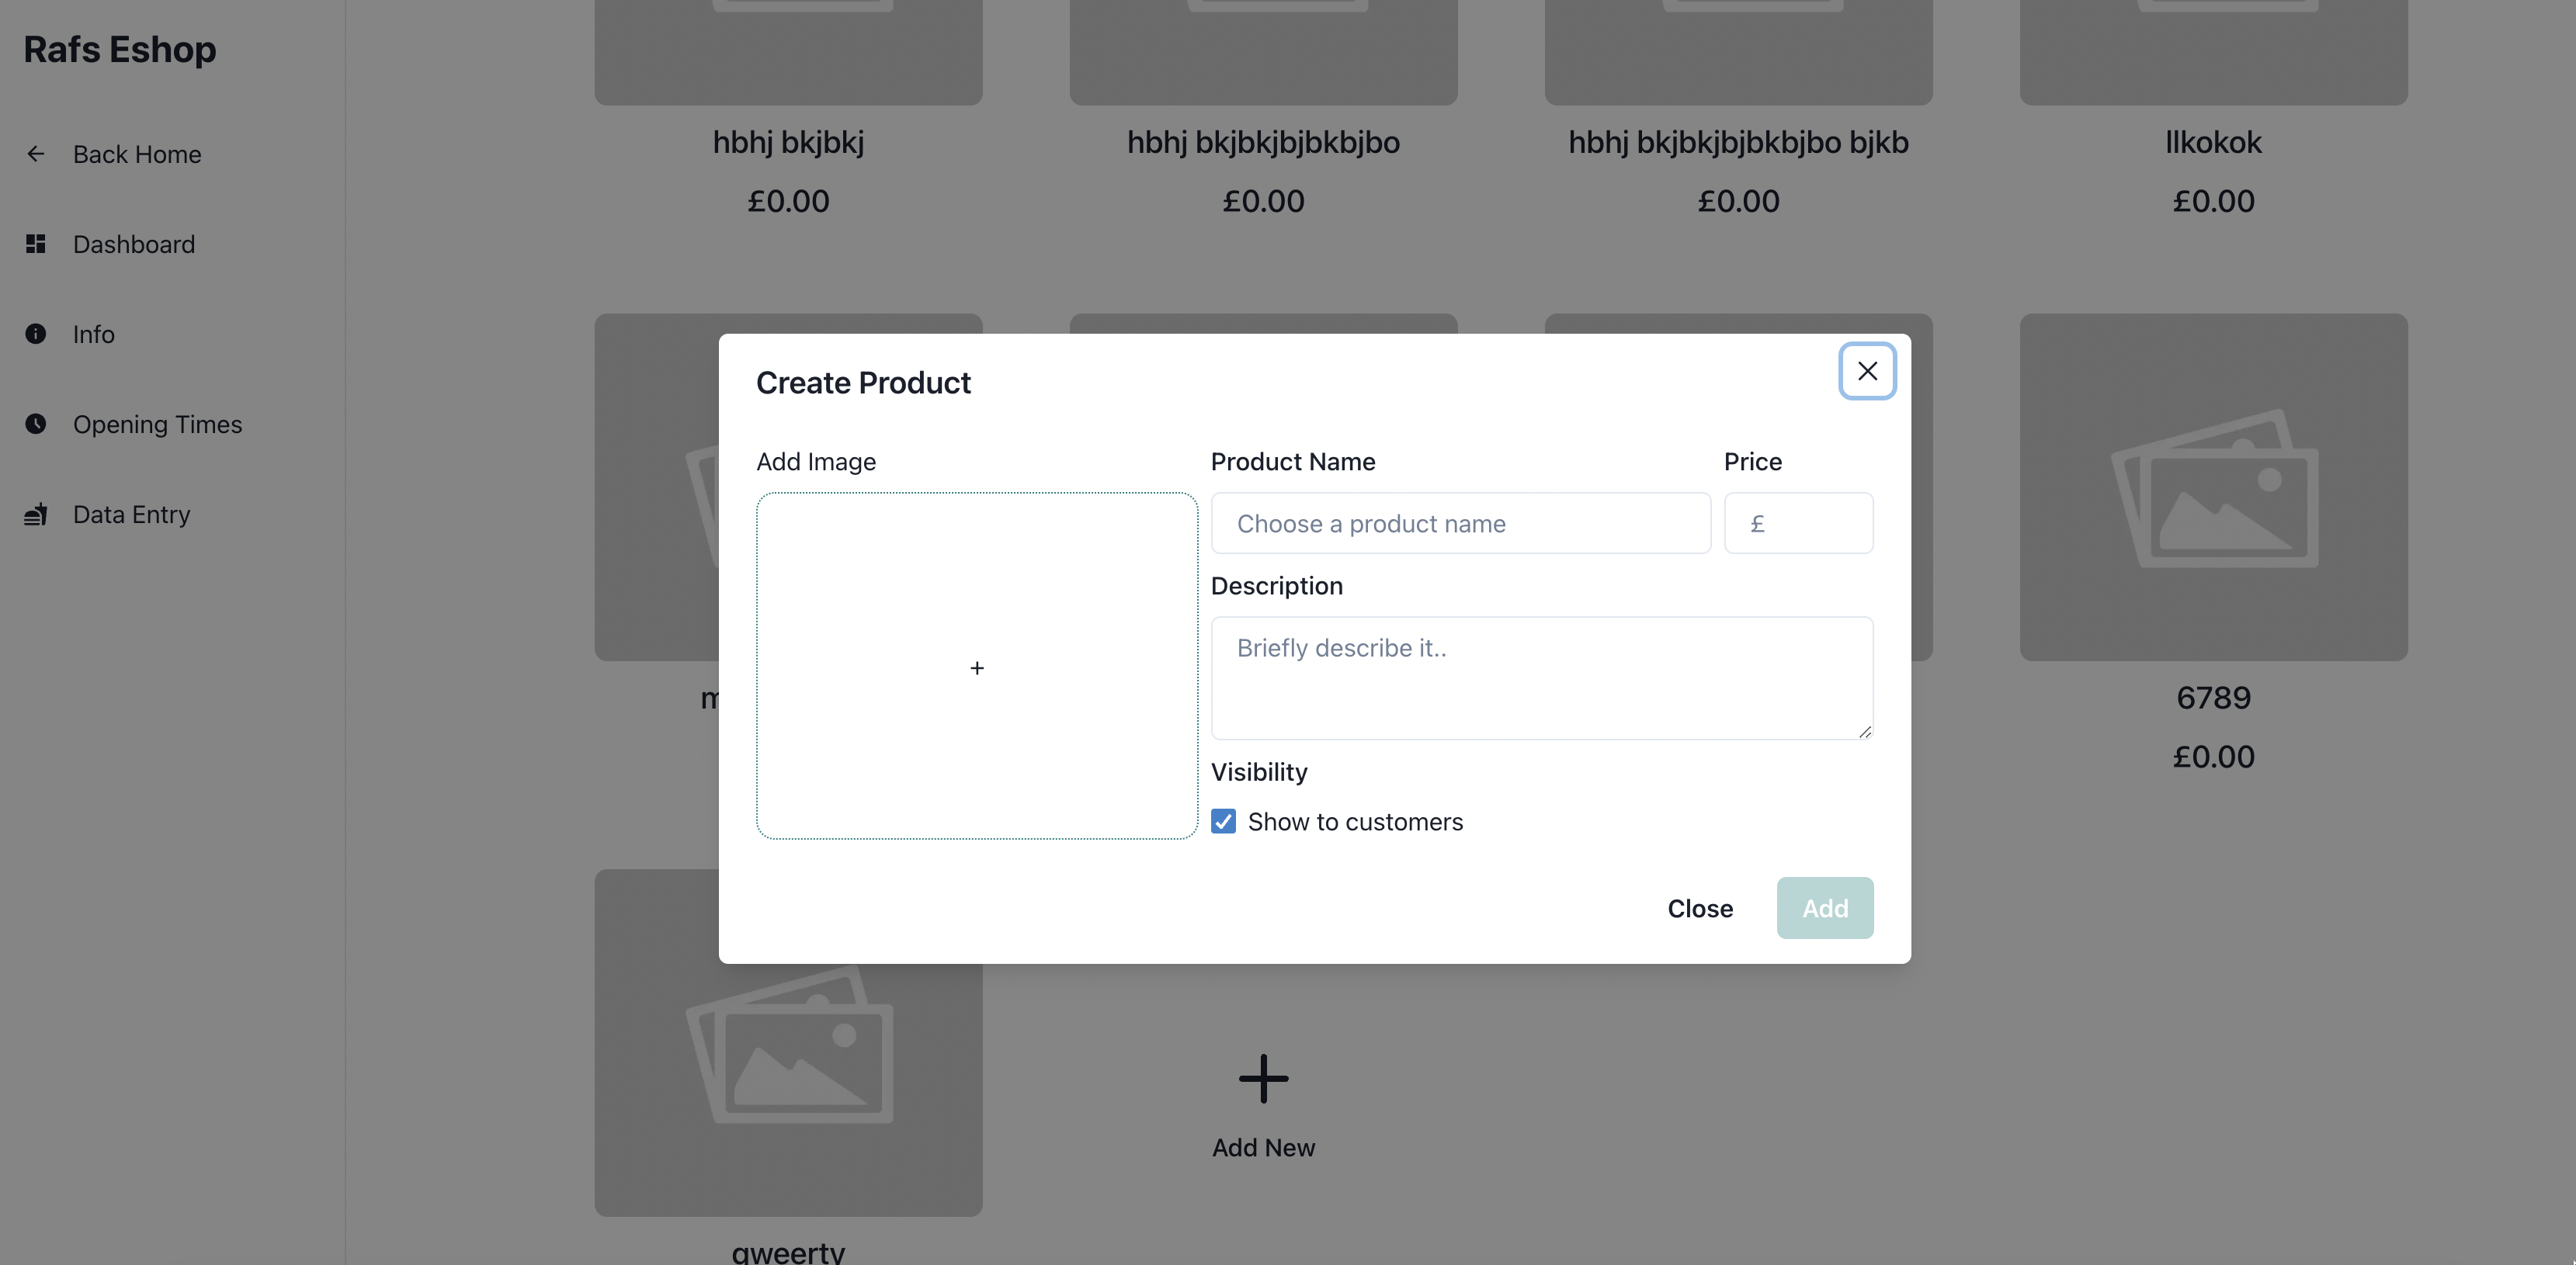 Rafs Eshop
Back Home
Dashboard
Info
Opening Times
Data Entry
hbhj bkjbkj
£0.00
hbhj bkjbkjbjbkbjbo
£0.00
hbhj bkjbkjbjbkbjbo bjkb
£0.00
llkokok
£0.00
Create Product
Add Image
+
Product Name
Choose a product name
Price
£
Description
Briefly describe it..
Visibility
Show to customers
Close
Add
6789
£0.00
Add New
qweerty